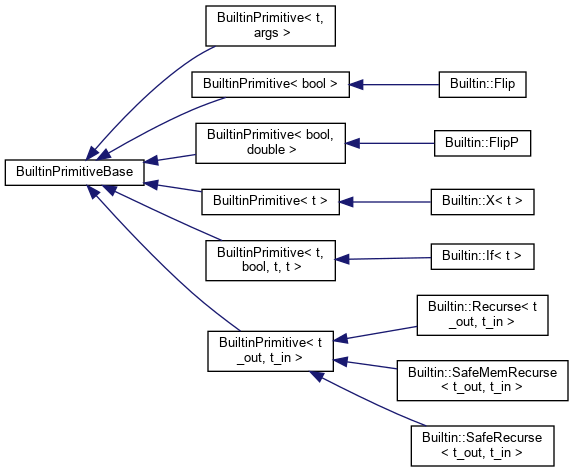 BuiltinPrimitive< t,
args >
BuiltinPrimitive< bool >
Builtin::Flip
BuiltinPrimitive< bool,
double >
Builtin::FlipP
BuiltinPrimitiveBase
BuiltinPrimitive< t >
Builtin::X< t >
BuiltinPrimitive< t,
bool, t, t >
Builtin::If< t >
BuiltinPrimitive< t
_out, t_in >
Builtin::Recurse< t
_out, t_in >
Builtin::SafeMemRecurse
< t_out, t_in >
Builtin::SafeRecurse
< t_out, t_in >